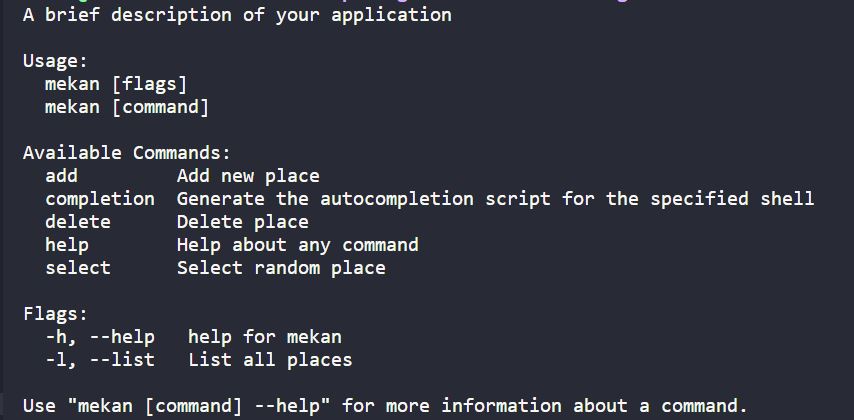 A brief description of your application

Usage:
  mekan [flags]
  mekan [command]

Available Commands:
  add         Add new place
  completion  Generate the autocompletion script for the specified shell
  delete      Delete place
  help        Help about any command
  select      Select random place

Flags:
  -h, --help   help for mekan
  -l, --list   List all places

Use "mekan [command] --help" for more information about a command.